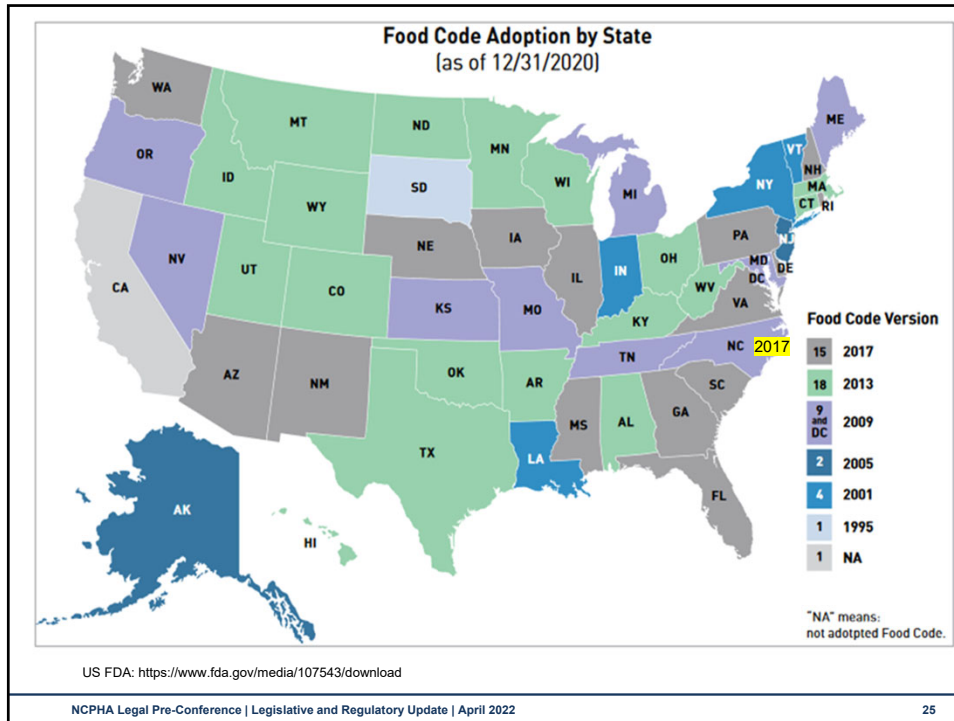 Food Code Adoption by State
(as of 12/31/2020)
WA
MT
ND
MN
ME
OR
ID
SD
WI
MI
VT
NH
NY
MA
CT
RI
WY
NE
IA
PA
NJ
NV
UT
CO
IL
IN
OH
MD
DE
DC
WV
VA
CA
KS
MO
KY
NC 2017
TN
AZ
NM
OK
AR
SC
MS
AL
GA
TX
LA
FL
AK
HI
Food Code Version
15 2017
18 2013
9
and 2009
DC
2 2005
4 2001
1 1995
1 NA
"NA" means:
not adotpted Food Code.
US FDA: https://www.fda.gov/media/107543/download
NCPHA Legal Pre-Conference | Legislative and Regulatory Update | April 2022 25